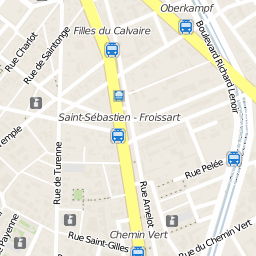 Oberkampf
Filles du Calvaire
Rue Charlot
Rue de Saintonge
Boulevard Richard Lenoir
Saint-Sébastien - Froissart
Temple
Rue de Turenne
Rue Pelée
Rue Amelot
Payenne
Chemin Vert
Rue Saint-Gilles
Rue du Chemin Vert